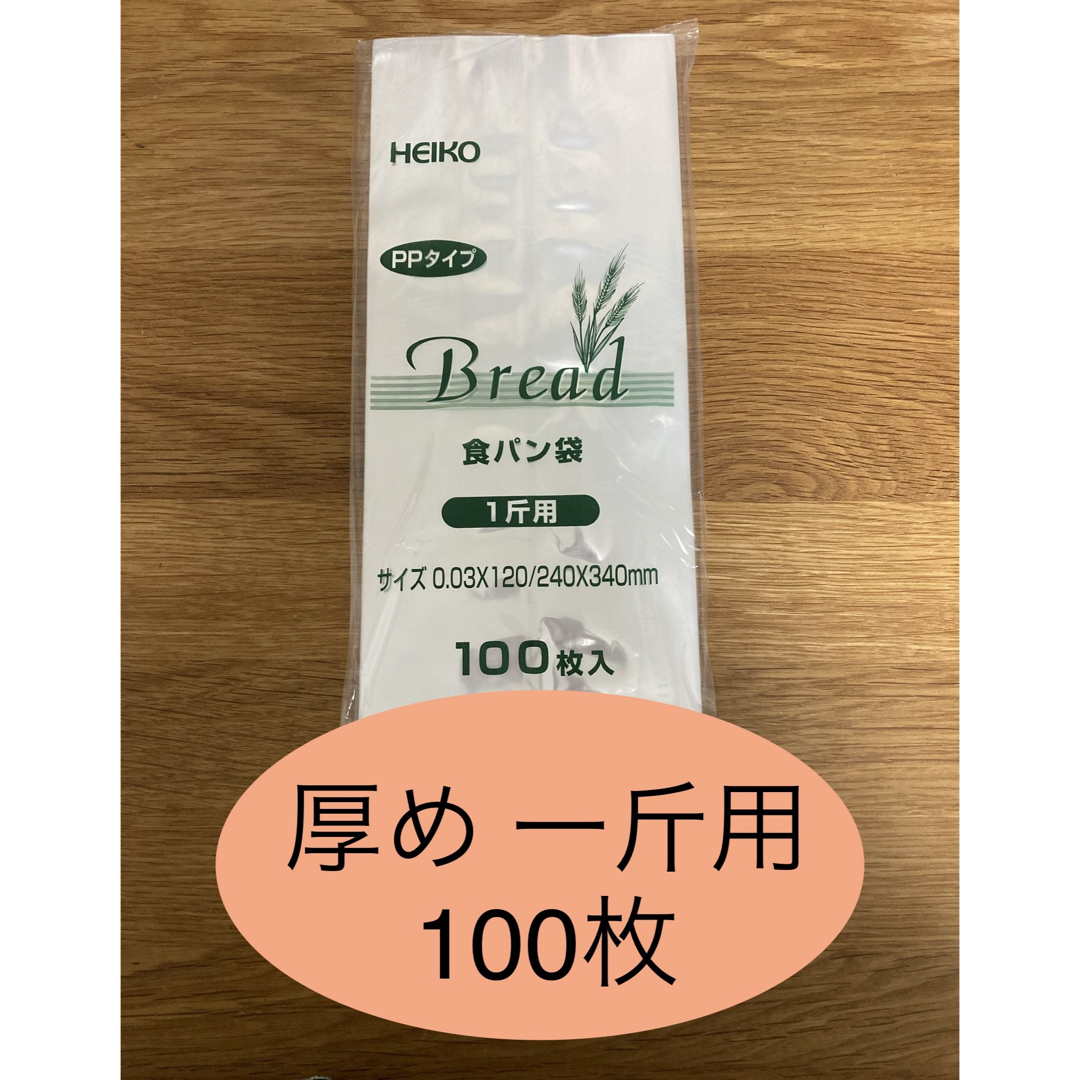 HEIKO
PPタイプ
Bread
食パン袋
1斤用
サイズ 0.03X120/240X340mm
100枚入
厚め 一斤用
100枚